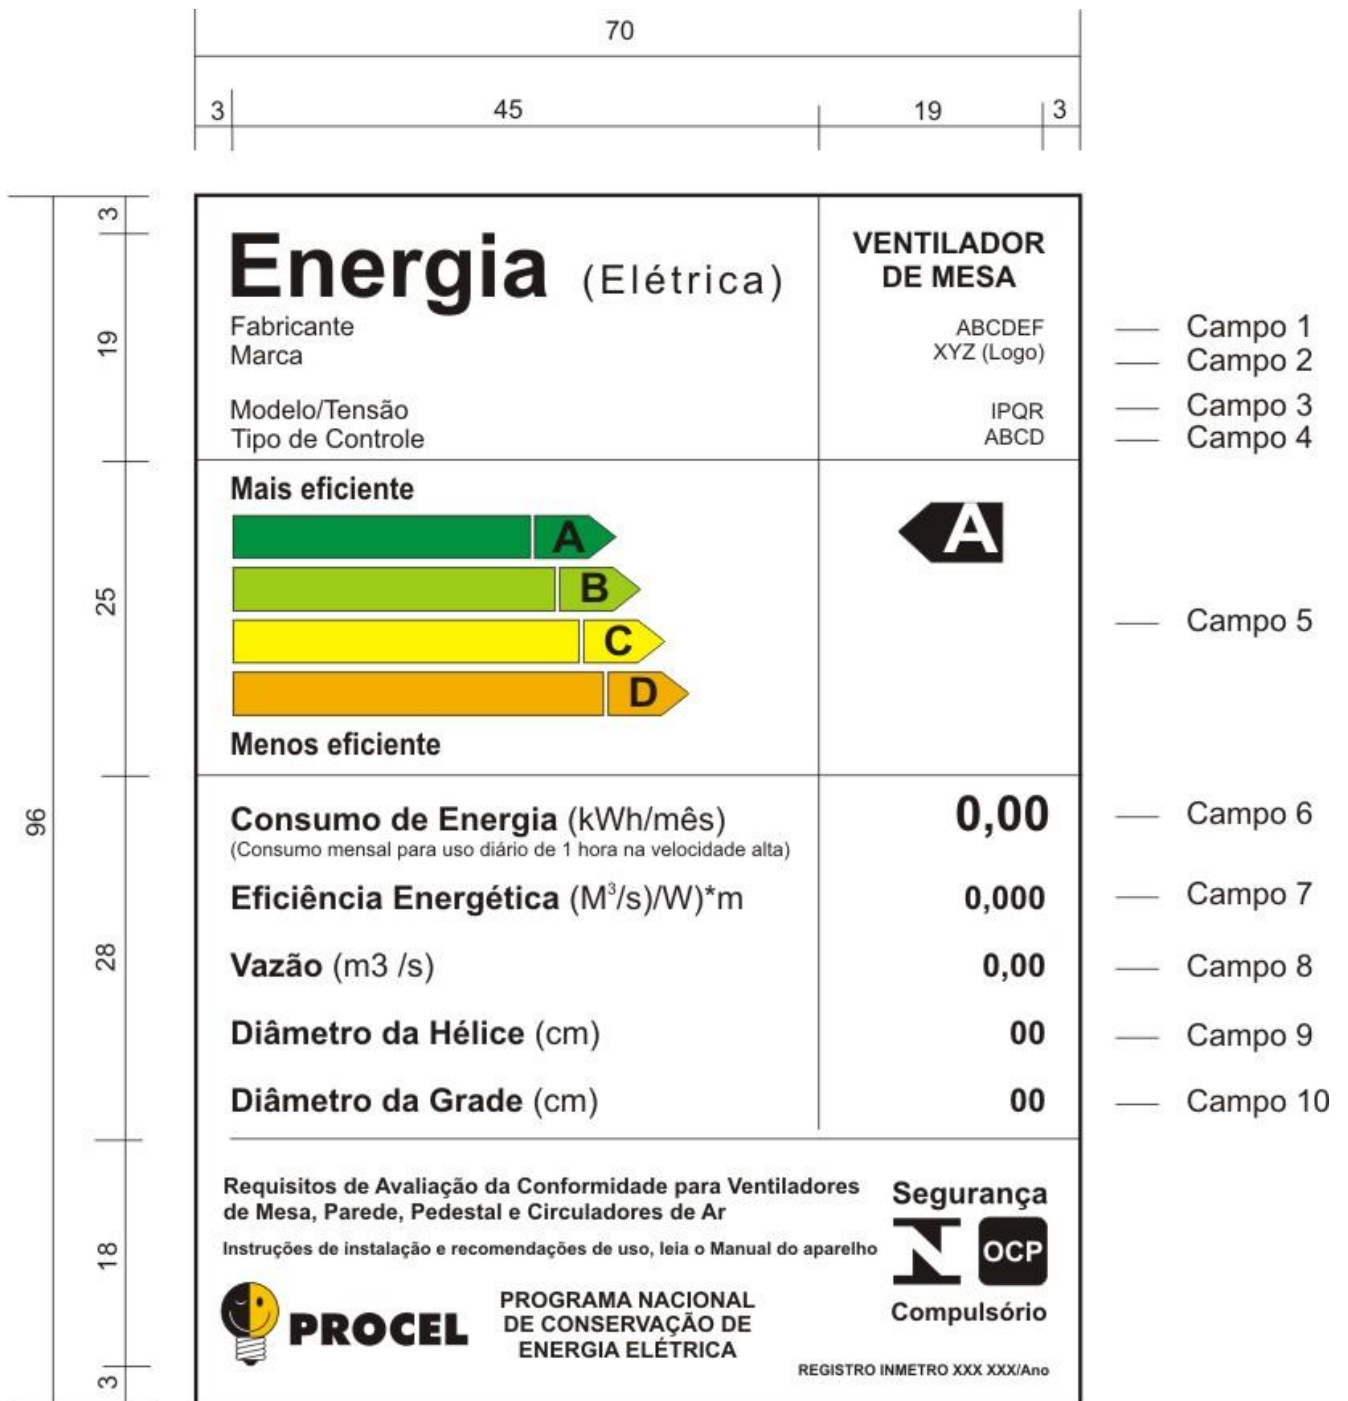 70
3 45 19 3
3
19
25
96
28
18
3
Energia (Elétrica)
VENTILADOR
DE MESA
Fabricante ABCDEF Campo 1
Marca XYZ (Logo) Campo 2
Modelo/Tensão IPQR Campo 3
Tipo de Controle ABCD Campo 4
Mais eficiente
A A
B
C
D
Campo 5
Menos eficiente
Consumo de Energia (kWh/mês) 0,00 Campo 6
(Consumo mensal para uso diário de 1 hora na velocidade alta)
Eficiência Energética (M³/s)/W)*m 0,000 Campo 7
Vazão (m3 /s) 0,00 Campo 8
Diâmetro da Hélice (cm) 00 Campo 9
Diâmetro da Grade (cm) 00 Campo 10
Requisitos de Avaliação da Conformidade para Ventiladores
de Mesa, Parede, Pedestal e Circuladores de Ar
Instruções de instalação e recomendações de uso, leia o Manual do aparelho
PROCEL
PROGRAMA NACIONAL
DE CONSERVAÇÃO DE
ENERGIA ELÉTRICA
Segurança
OCP
Compulsório
REGISTRO INMETRO XXX XXX/Ano